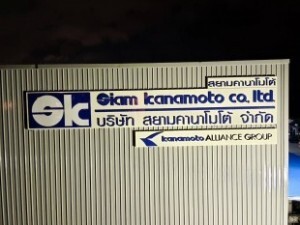 สยามคานาโมโต้
SK Siam kanamoto co., ltd.
บริษัท สยามคานาโมโต้ จำกัด
kanamoto ALLIANCE GROUP